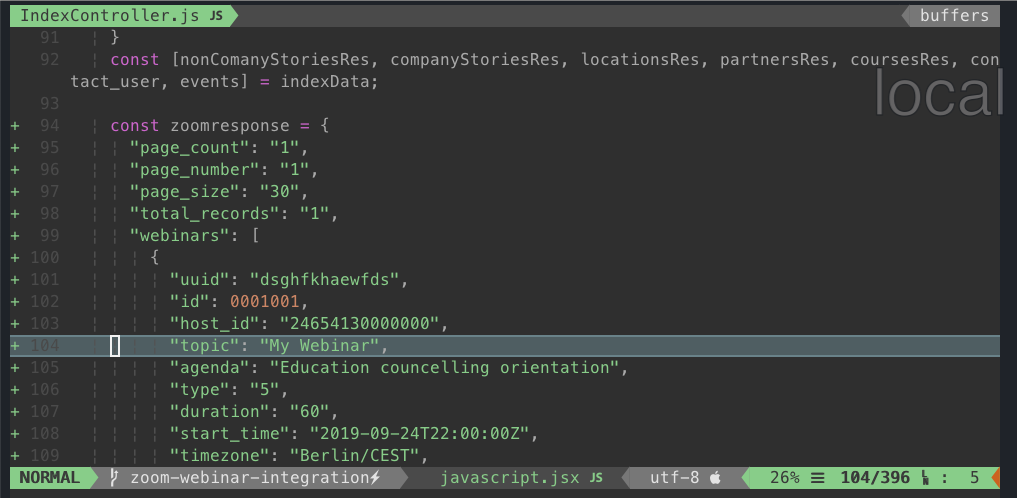 IndexController.js JS buffers
91 }
92 const [nonComanyStoriesRes, companyStoriesRes, locationsRes, partnersRes, coursesRes, con
tact_user, events] = indexData;
local
93
+ 94 const zoomresponse = {
+ 95 "page_count": "1",
+ 96 "page_number": "1",
+ 97 "page_size": "30",
+ 98 "total_records": "1",
+ 99 "webinars": [
+ 100 {
+ 101 "uuid": "dsghfkhaewfds",
+ 102 "id": 0001001,
+ 103 "host_id": "24654130000000",
+ 104 "topic": "My Webinar",
+ 105 "agenda": "Education councelling orientation",
+ 106 "type": "5",
+ 107 "duration": "60",
+ 108 "start_time": "2019-09-24T22:00:00Z",
+ 109 "timezone": "Berlin/CEST",
NORMAL zoom-webinar-integration⚡ javascript.jsx JS utf-8 26% ☰ 104/396 LN : 5